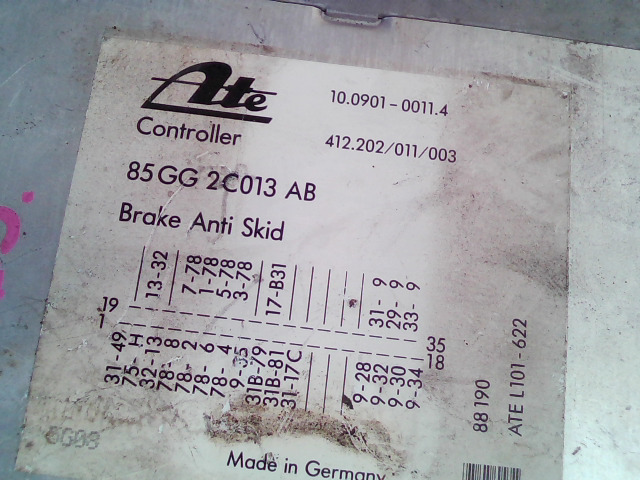 Ate
10.0901-0011.4
Controller
412.202/011/003
85GG 2C013 AB
Brake Anti Skid
13-32
7-78
1-78
5-78
3-78
17-B31
31- 9
29- 9
33- 9
19
35
1
18
31-49
75- H
32-13
78- 8
78- 2
78- 6
78- 4
9-35
31B-79
31B-81
31-17C
9-28
9-32
9-30
9-34
88190
ATE L101-622
Made in Germany